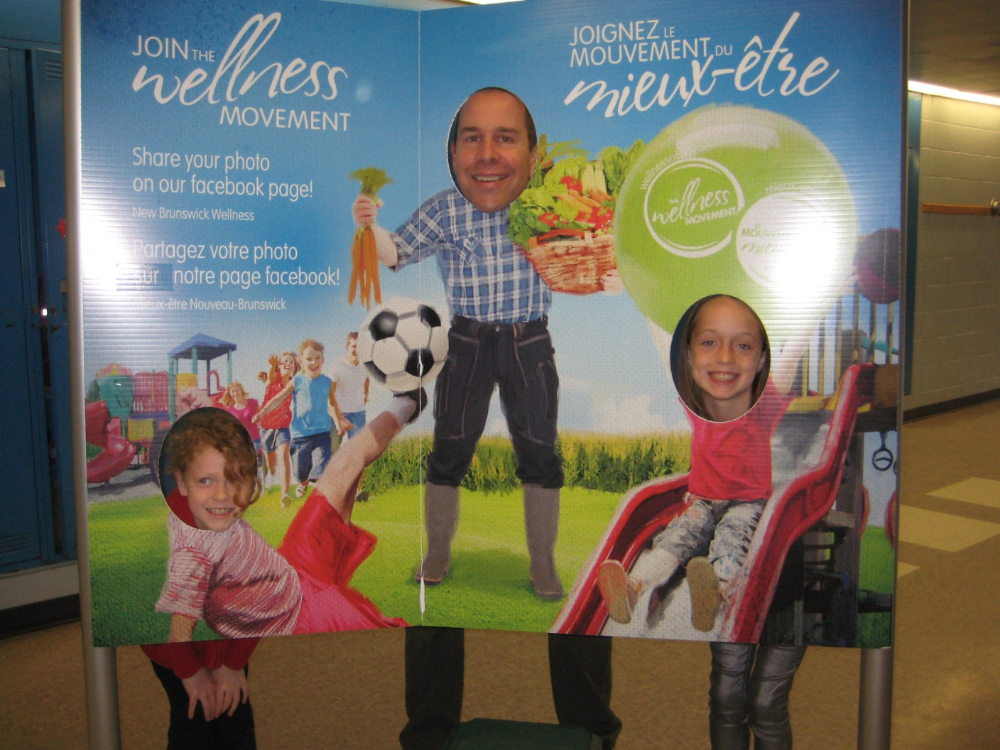 JOIN THE
wellness
MOVEMENT
Share your photo
on our facebook page!
New Brunswick Wellness
Partagez votre photo
sur notre page facebook!
mieux-être Nouveau-Brunswick
JOIGNEZ LE
MOUVEMENT DU
mieux-être
THE
wellness
MOVEMENT